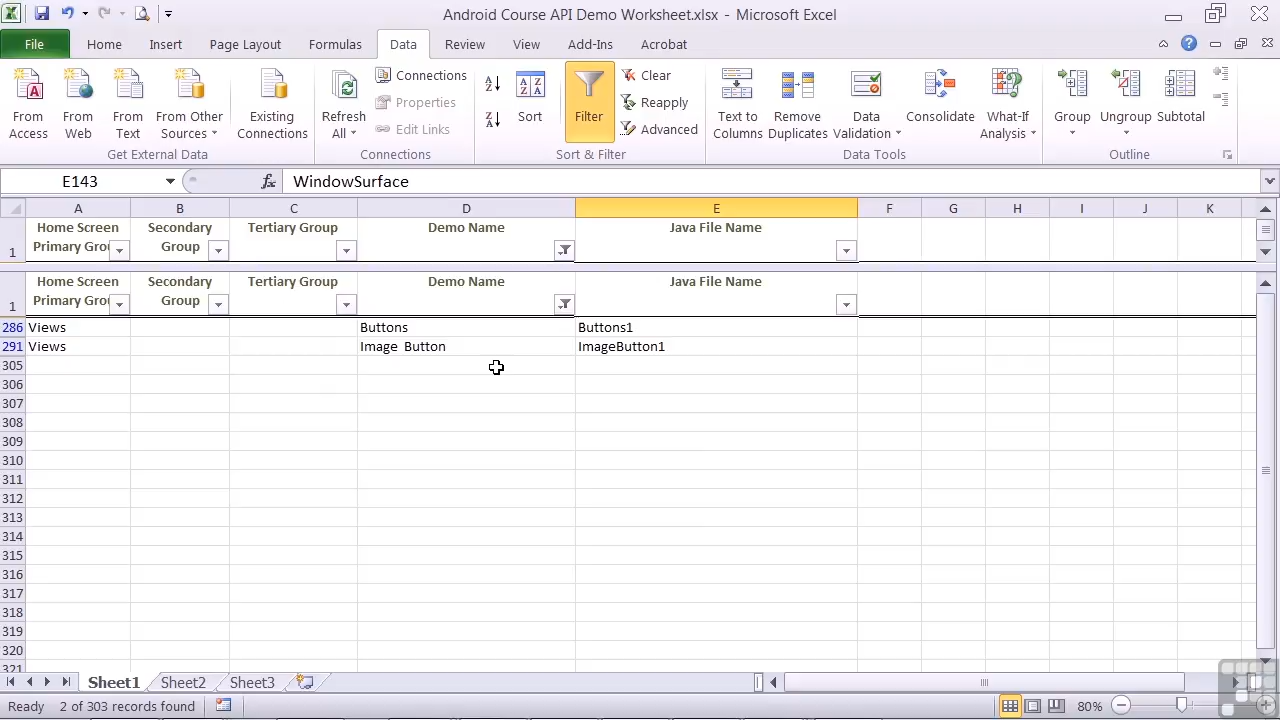 Android Course API Demo Worksheet.xlsx - Microsoft Excel
File Home Insert Page Layout Formulas Data Review View Add-Ins Acrobat
From Access
From Web
From Text
From Other Sources
Existing Connections
Get External Data
Refresh All
Connections
Properties
Edit Links
Connections
Sort
Filter
Clear
Reapply
Advanced
Sort & Filter
Text to Columns
Remove Duplicates
Data Validation
Consolidate
What-If Analysis
Data Tools
Group
Ungroup
Subtotal
Outline
E143 fx WindowSurface
A B C D E F G H I J K
1 Home Screen Primary Grou Secondary Group Tertiary Group Demo Name Java File Name
1 Home Screen Primary Grou Secondary Group Tertiary Group Demo Name Java File Name
286 Views Buttons Buttons1
291 Views Image Button ImageButton1
305
306
307
308
309
310
311
312
313
314
315
316
317
318
319
320
321
Sheet1 Sheet2 Sheet3
Ready 2 of 303 records found 80%